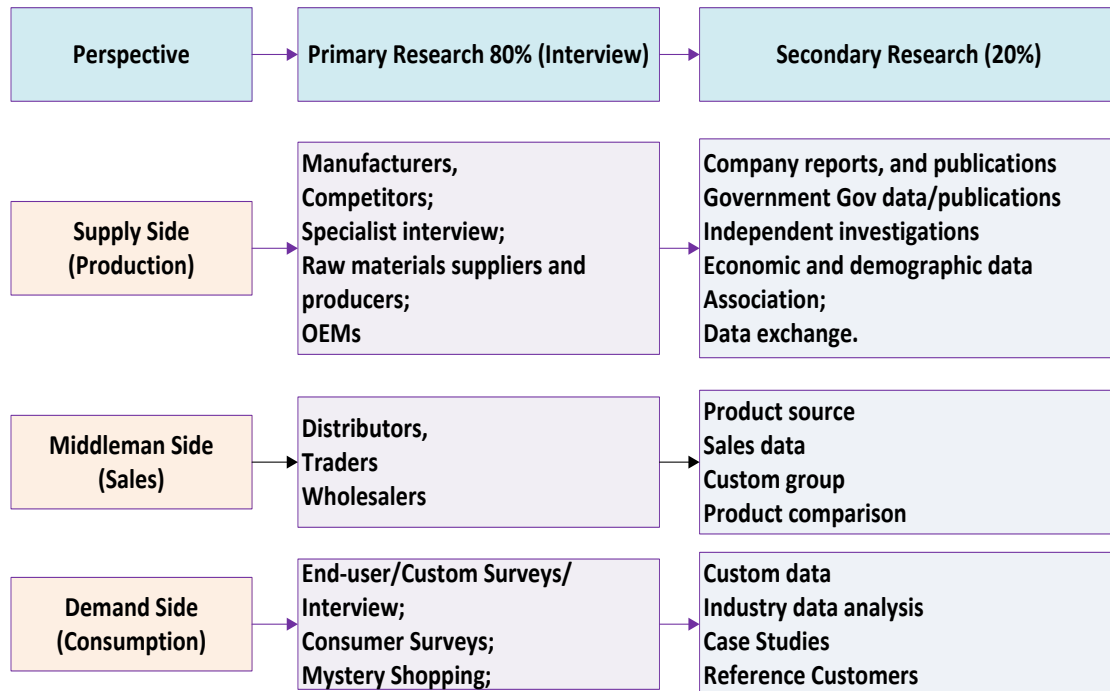 Perspective
Primary Research 80% (Interview)
Secondary Research (20%)
Supply Side
(Production)
Manufacturers,
Competitors;
Specialist interview;
Raw materials suppliers and
producers;
OEMs
Company reports, and publications
Government Gov data/publications
Independent investigations
Economic and demographic data
Association;
Data exchange.
Middleman Side
(Sales)
Distributors,
Traders
Wholesalers
Product source
Sales data
Custom group
Product comparison
Demand Side
(Consumption)
End-user/Custom Surveys/
Interview;
Consumer Surveys;
Mystery Shopping;
Custom data
Industry data analysis
Case Studies
Reference Customers